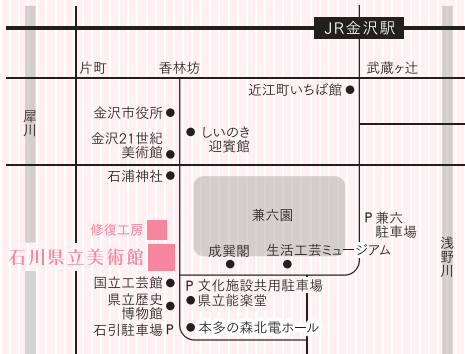 JR金沢駅
片町
香林坊
武蔵ヶ辻
近江町いちば館
犀川
金沢市役所
しいのき
迎賓館
金沢21世紀
美術館
石浦神社
兼六園
P 兼六
駐車場
修復工房
石川県立美術館
成巽閣
生活工芸ミュージアム
浅野川
国立工芸館
P 文化施設共用駐車場
県立歴史
博物館
県立能楽堂
石引駐車場 P
本多の森北電ホール